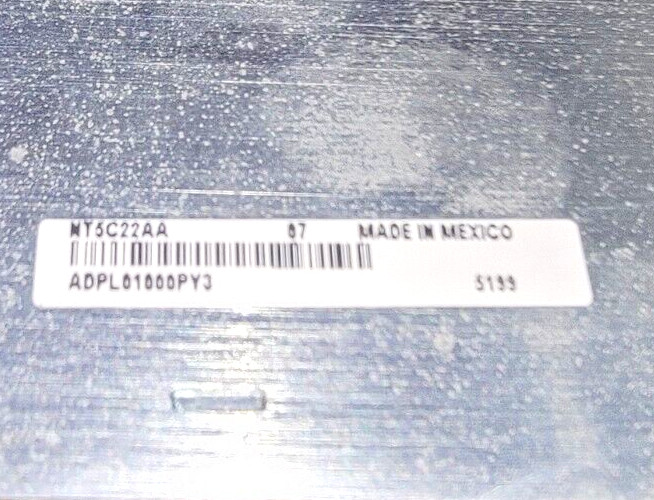 NT5C22AA 07 MADE IN MEXICO
ADPL01000PY3 5199